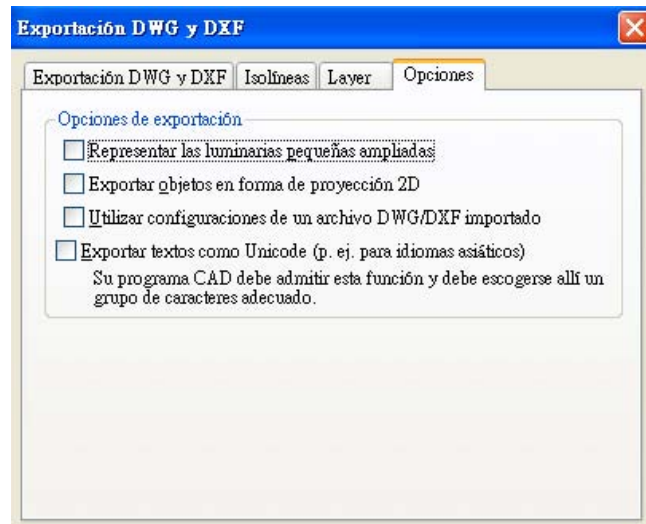 Exportación DWG y DXF
Exportación DWG y DXF Isolíneas Layer Opciones
Opciones de exportación
Representar las luminarias pequeñas ampliadas
Exportar objetos en forma de proyección 2D
Utilizar configuraciones de un archivo DWG/DXF importado
Exportar textos como Unicode (p. ej. para idiomas asiáticos)
Su programa CAD debe admitir esta función y debe escogerse allí un
grupo de caracteres adecuado.